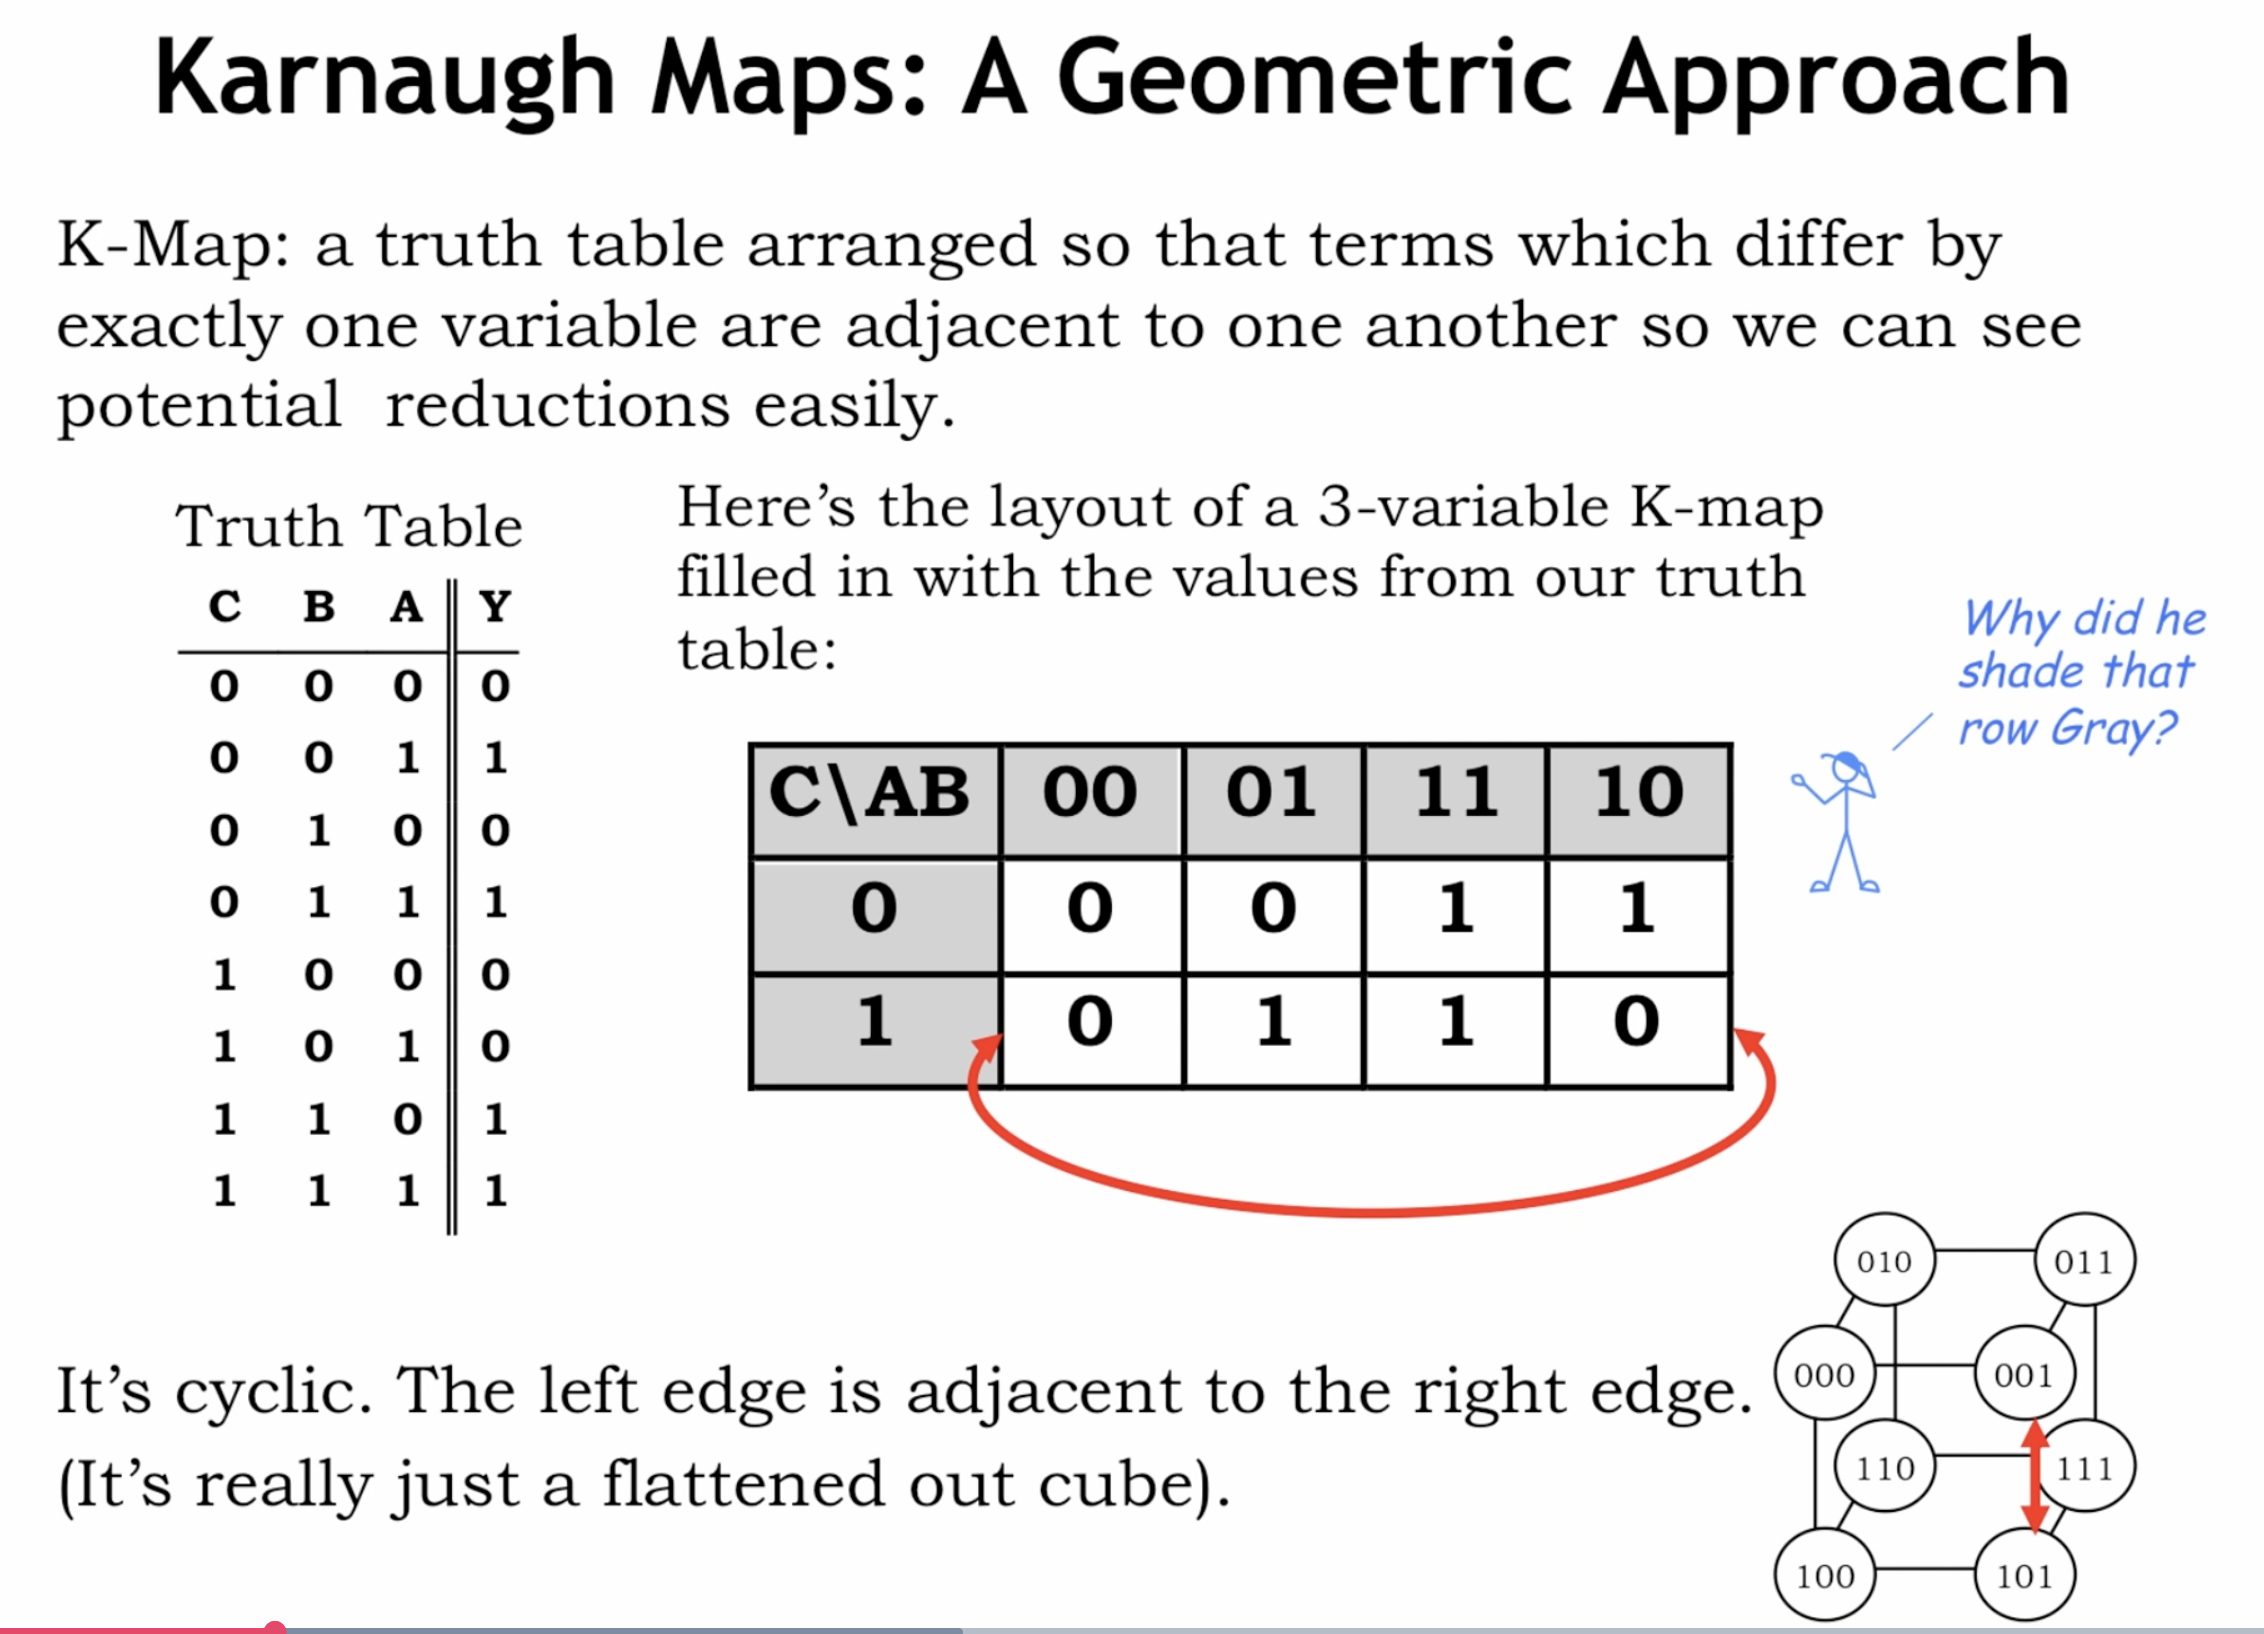 Karnaugh Maps: A Geometric Approach
K-Map: a truth table arranged so that terms which differ by
exactly one variable are adjacent to one another so we can see
potential reductions easily.
Truth Table
C B A Y
0 0 0 0
0 0 1 1
0 1 0 0
0 1 1 1
1 0 0 0
1 0 1 0
1 1 0 1
1 1 1 1
Here’s the layout of a 3-variable K-map
filled in with the values from our truth
table:
Why did he
shade that
row Gray?
C\AB 00 01 11 10
0 0 0 1 1
1 0 1 1 0
It’s cyclic. The left edge is adjacent to the right edge.
(It’s really just a flattened out cube).
010 011
000 001
110 111
100 101